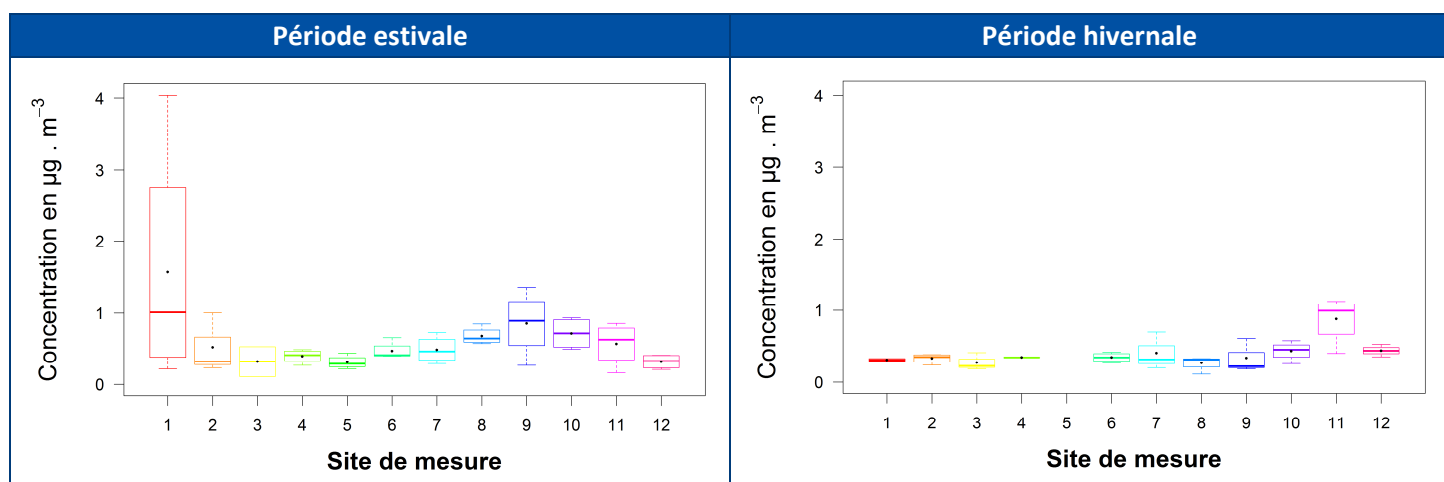 Période estivale
Période hivernale
Concentration en µg . m⁻³
4
3
2
1
0
1 2 3 4 5 6 7 8 9 10 11 12
Site de mesure
Concentration en µg . m⁻³
4
3
2
1
0
1 2 3 4 5 6 7 8 9 10 11 12
Site de mesure